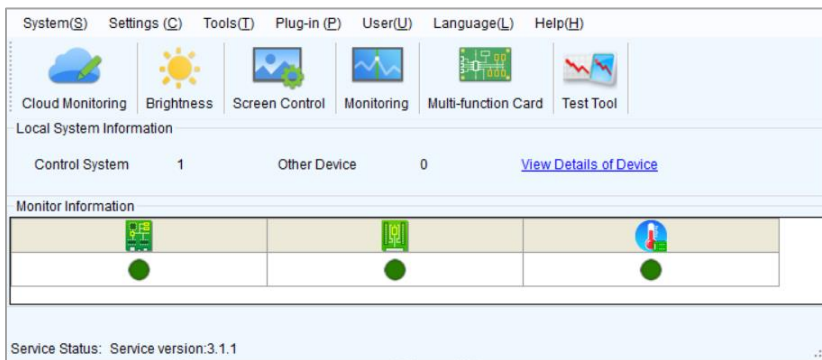 System(S) Settings (C) Tools(T) Plug-in (P) User(U) Language(L) Help(H)
Cloud Monitoring Brightness Screen Control Monitoring Multi-function Card Test Tool
Local System Information
Control System 1 Other Device 0 View Details of Device
Monitor Information
Service Status: Service version:3.1.1